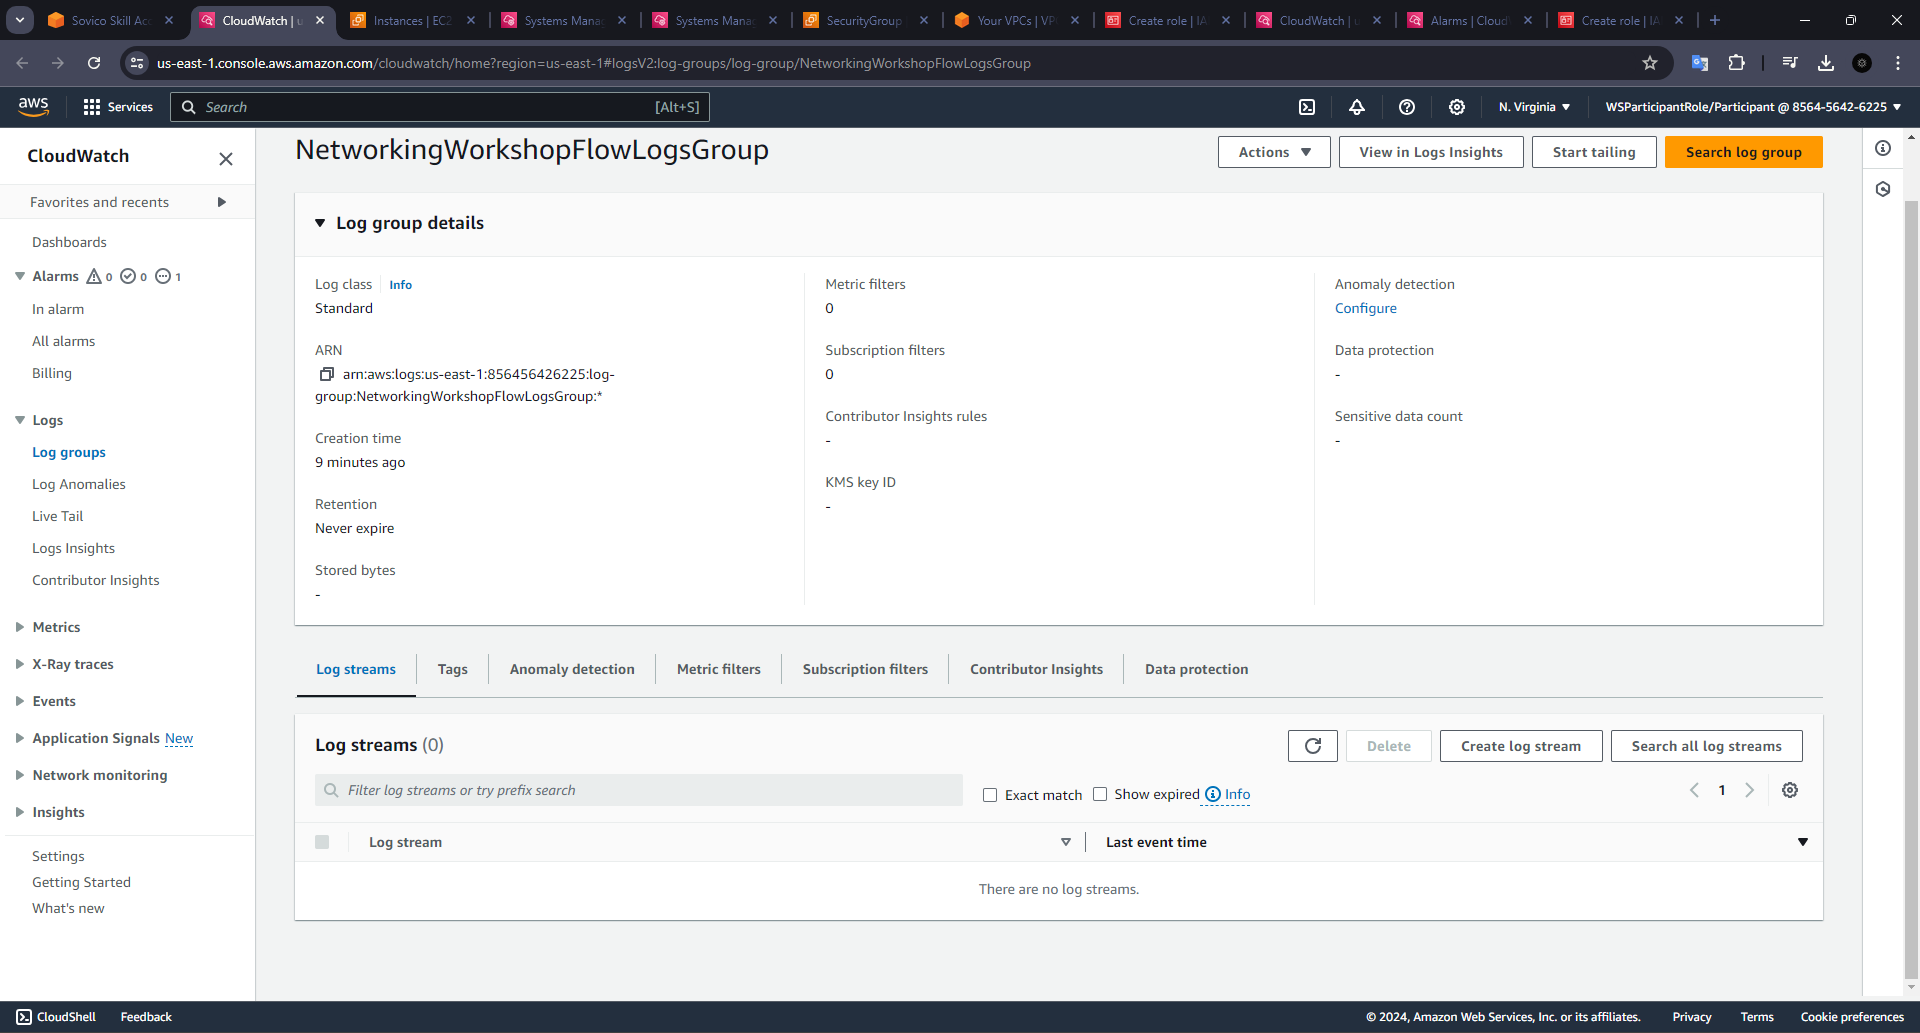 Sovico Skill Acc
CloudWatch | u
Instances | EC2
Systems Mana
Systems Mana
SecurityGroup
Your VPCs | VP
Create role | IA
CloudWatch | u
Alarms | Cloud
Create role | IA
us-east-1.console.aws.amazon.com/cloudwatch/home?region=us-east-1#logsV2:log-groups/log-group/NetworkingWorkshopFlowLogsGroup
aws
Services
Search
[Alt+S]
N. Virginia
WSParticipantRole/Participant @ 8564-5642-6225
CloudWatch
Favorites and recents
Dashboards
Alarms 0 0 1
In alarm
All alarms
Billing
Logs
Log groups
Log Anomalies
Live Tail
Logs Insights
Contributor Insights
Metrics
X-Ray traces
Events
Application Signals New
Network monitoring
Insights
Settings
Getting Started
What's new
NetworkingWorkshopFlowLogsGroup
Actions
View in Logs Insights
Start tailing
Search log group
Log group details
Log class
Info
Standard
ARN
arn:aws:logs:us-east-1:856456426225:log-
group:NetworkingWorkshopFlowLogsGroup:*
Creation time
9 minutes ago
Retention
Never expire
Stored bytes
-
Metric filters
0
Subscription filters
0
Contributor Insights rules
-
KMS key ID
-
Anomaly detection
Configure
Data protection
-
Sensitive data count
-
Log streams
Tags
Anomaly detection
Metric filters
Subscription filters
Contributor Insights
Data protection
Log streams (0)
Delete
Create log stream
Search all log streams
Filter log streams or try prefix search
Exact match
Show expired
Info
1
Log stream
Last event time
There are no log streams.
CloudShell
Feedback
© 2024, Amazon Web Services, Inc. or its affiliates.
Privacy
Terms
Cookie preferences